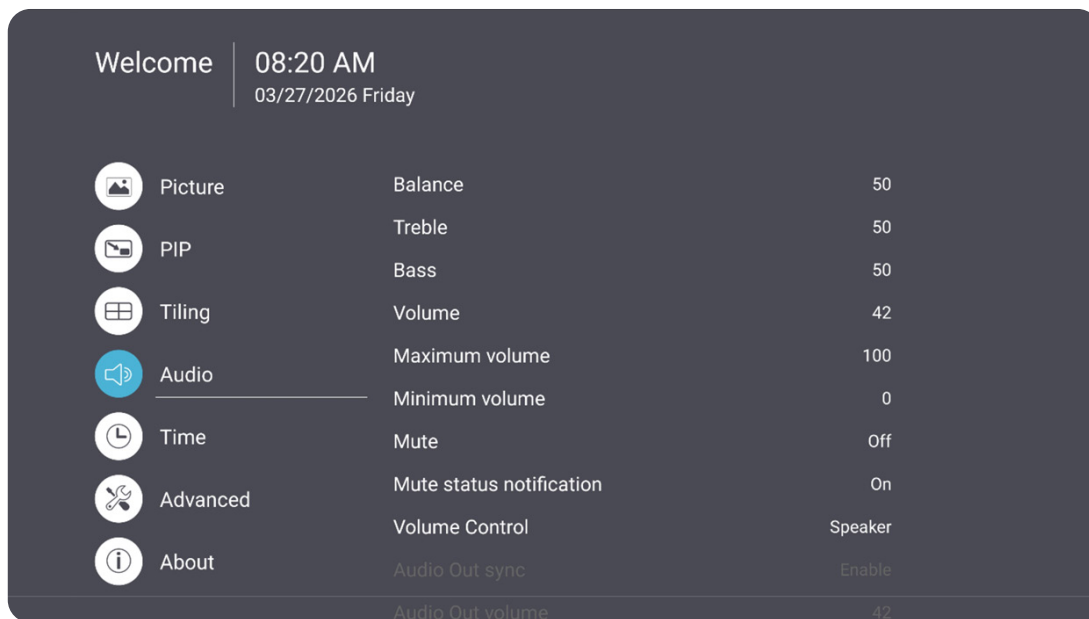 Welcome
08:20 AM
03/27/2026 Friday
Picture
PIP
Tiling
Audio
Time
Advanced
About
Balance 50
Treble 50
Bass 50
Volume 42
Maximum volume 100
Minimum volume 0
Mute Off
Mute status notification On
Volume Control Speaker
Audio Out sync Enable
Audio Out volume 42